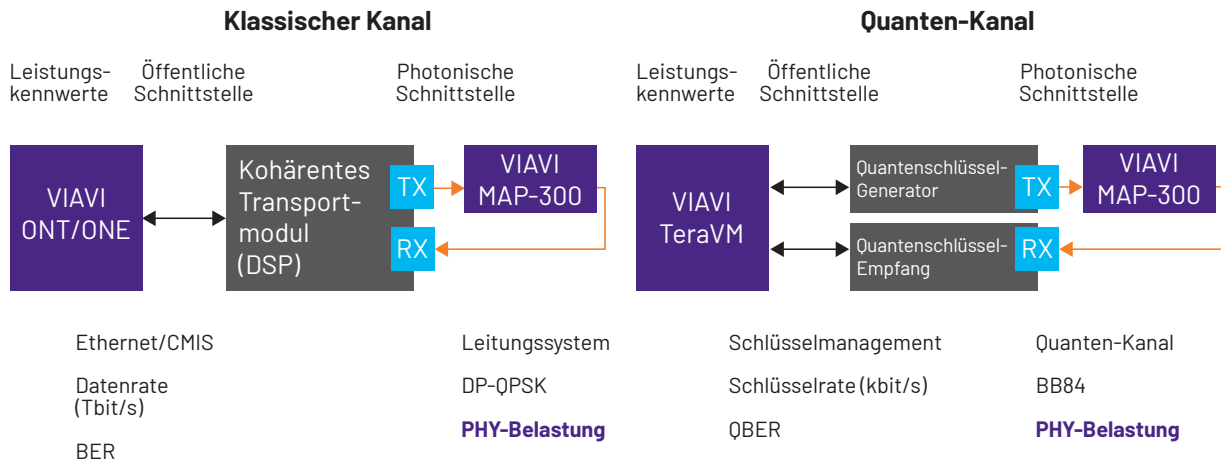 Klassischer Kanal
Leistungs-
kennwerte
Öffentliche
Schnittstelle
Photonische
Schnittstelle
VIAVI
ONT/ONE
Kohärentes
Transport-
modul
(DSP)
TX
RX
VIAVI
MAP-300
Ethernet/CMIS
Datenrate
(Tbit/s)
BER
Leitungssystem
DP-QPSK
PHY-Belastung
Quanten-Kanal
Leistungs-
kennwerte
Öffentliche
Schnittstelle
Photonische
Schnittstelle
VIAVI
TeraVM
Quantenschlüssel-
Generator
TX
Quantenschlüssel-
Empfang
RX
VIAVI
MAP-300
Schlüsselmanagement
Schlüsselrate (kbit/s)
QBER
Quanten-Kanal
BB84
PHY-Belastung